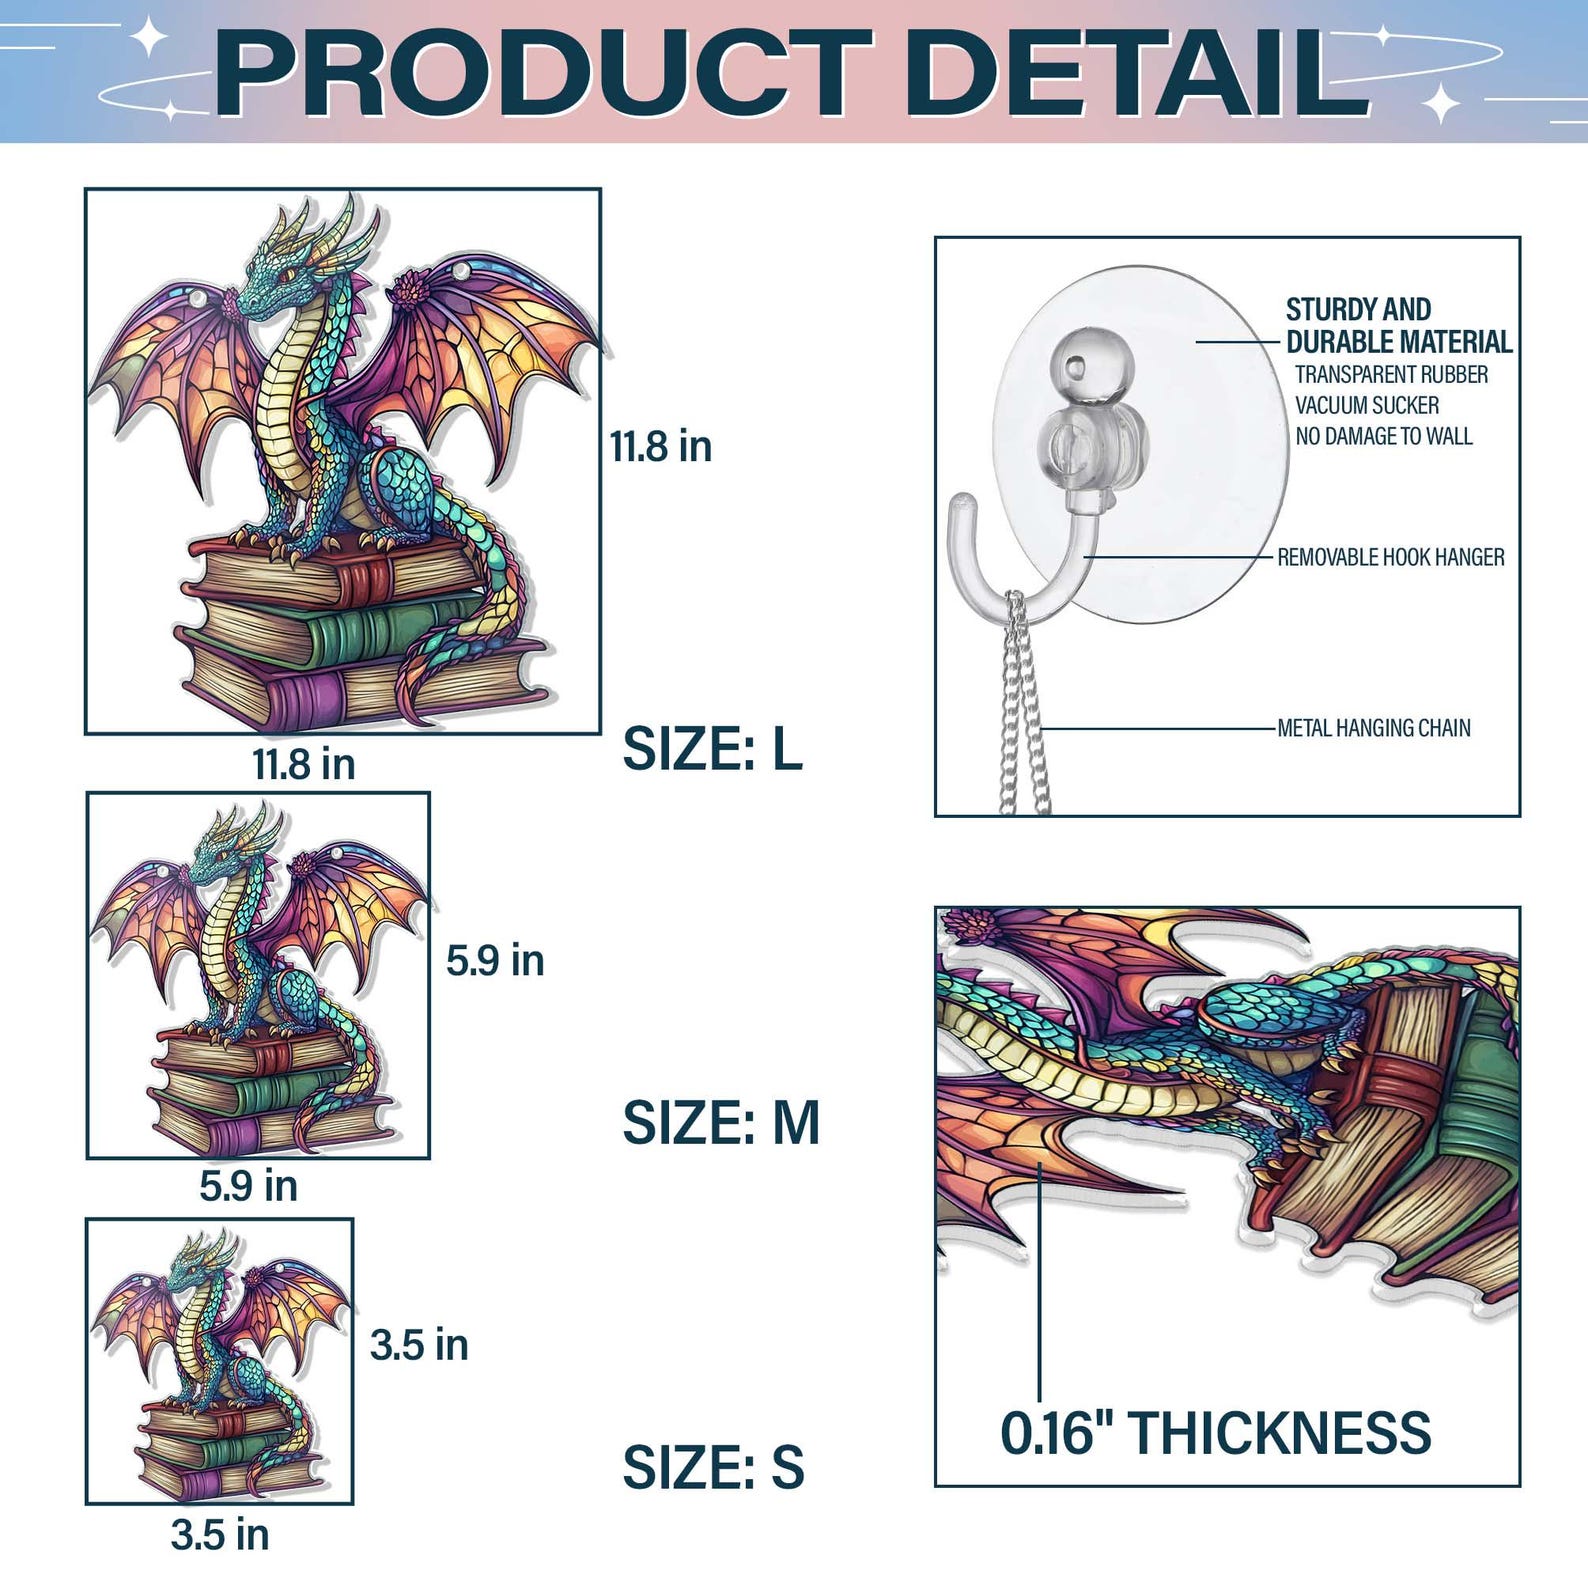 PRODUCT DETAIL
11.8 in
11.8 in
SIZE: L
5.9 in
5.9 in
SIZE: M
3.5 in
3.5 in
SIZE: S
STURDY AND
DURABLE MATERIAL
TRANSPARENT RUBBER
VACUUM SUCKER
NO DAMAGE TO WALL
REMOVABLE HOOK HANGER
METAL HANGING CHAIN
0.16" THICKNESS